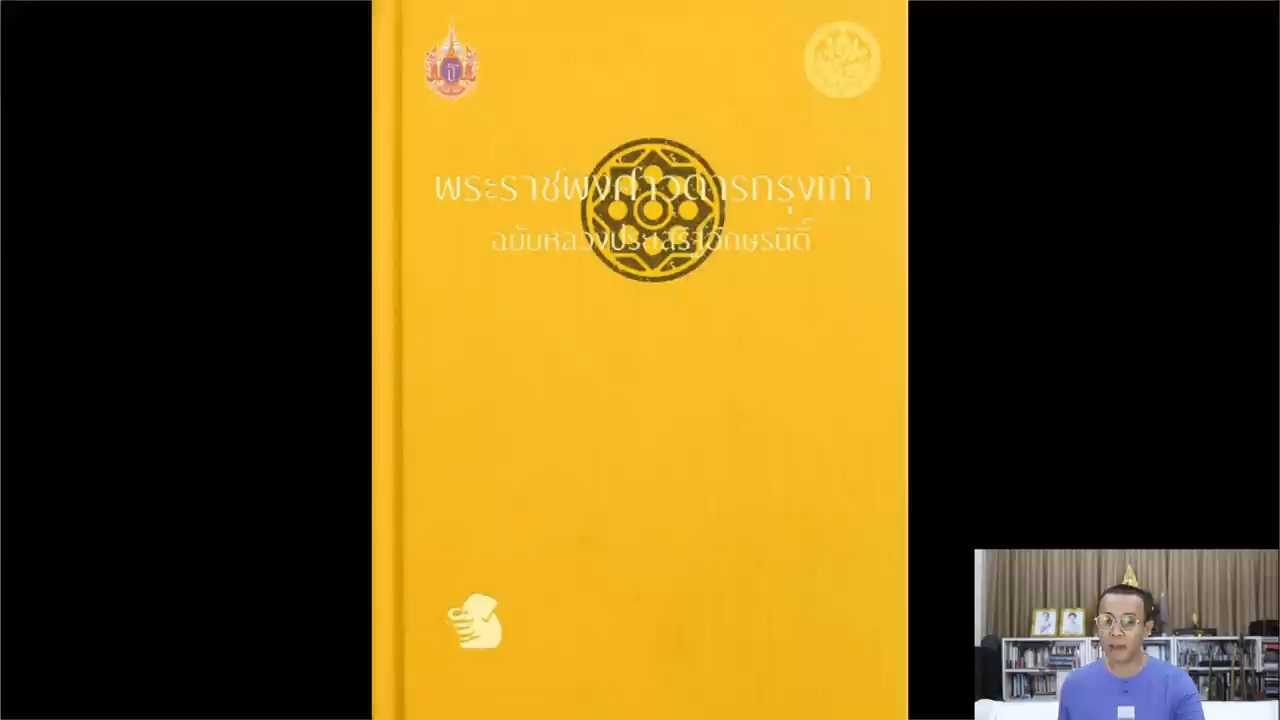 พระราชพงศาวดารกรุงเก่า
ฉบับหลวงประเสริฐอักษรนิติ์